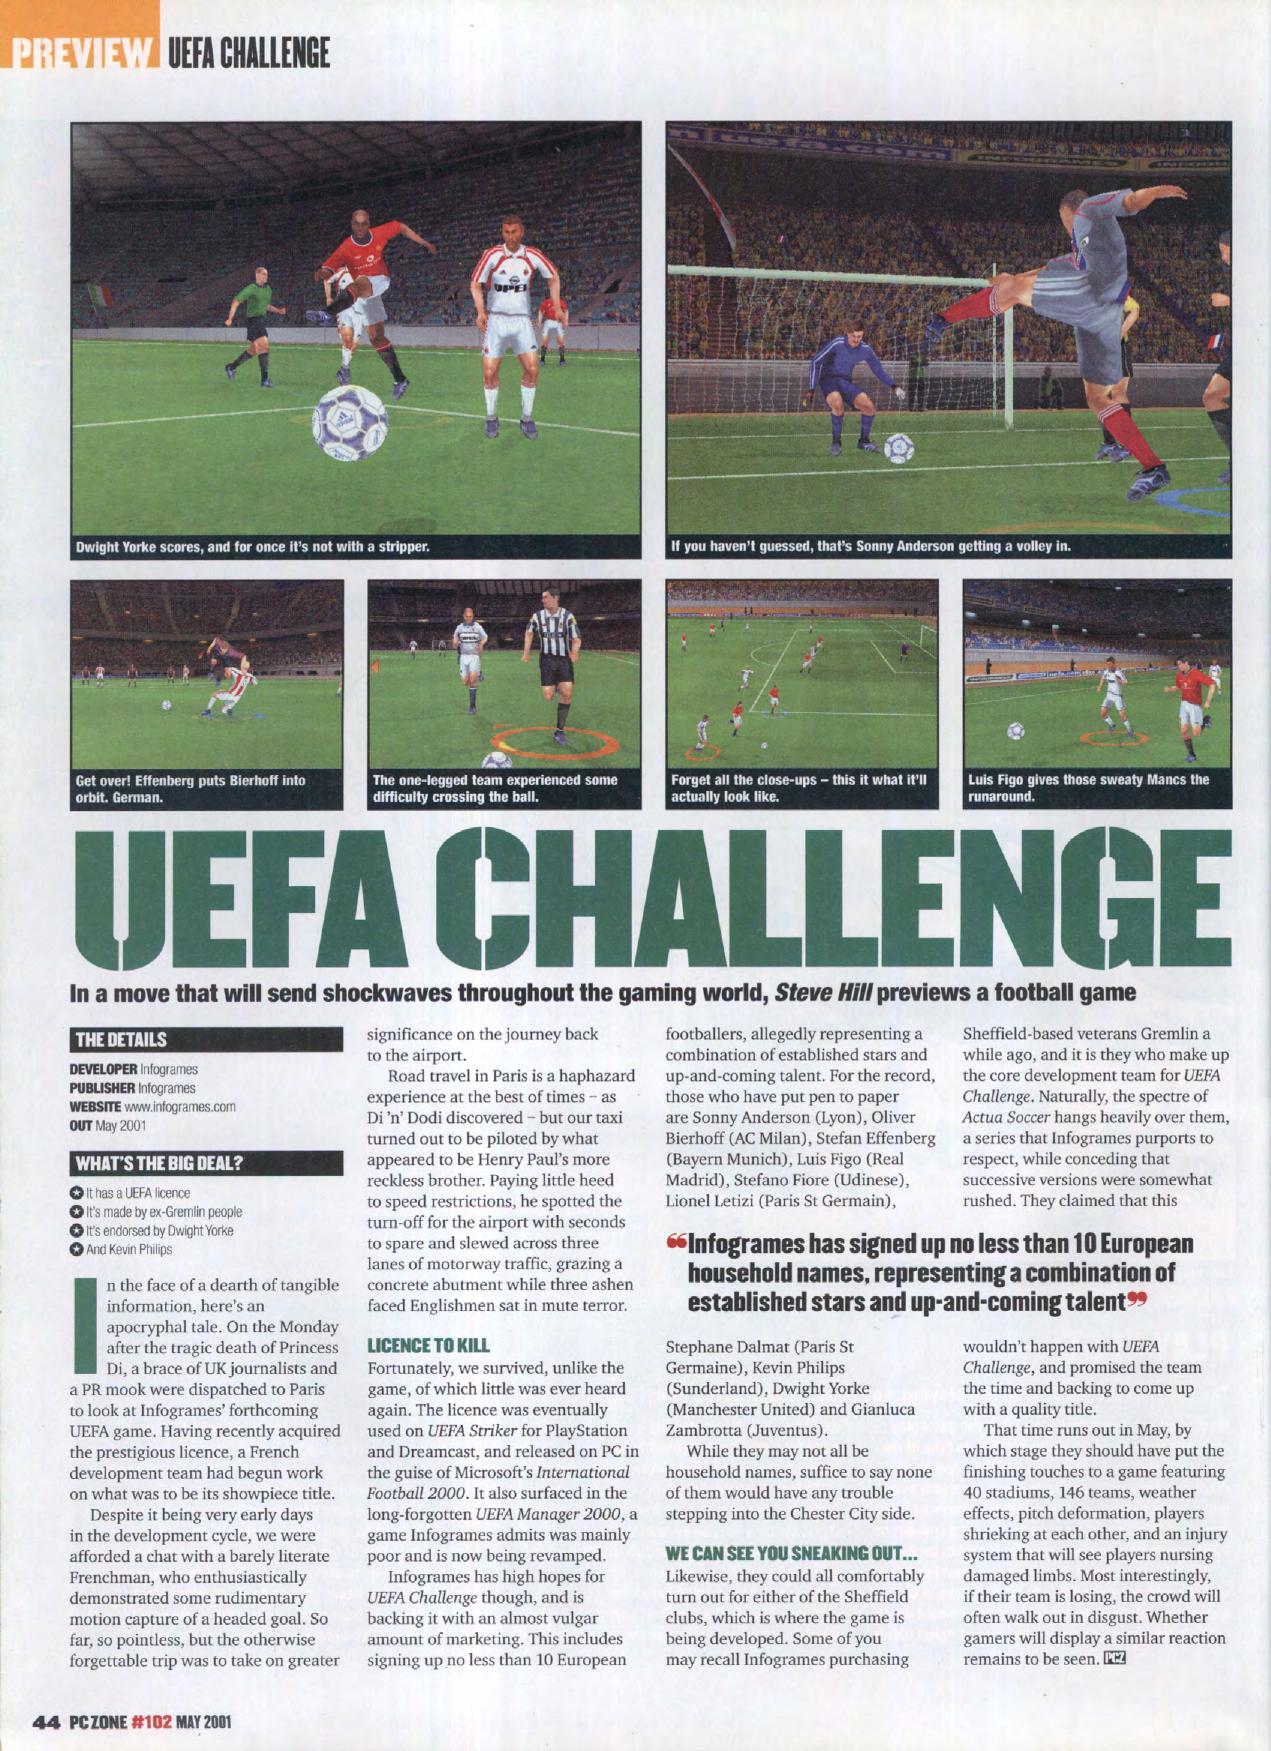 PREVIEW UEFA CHALLENGE
uefa.com
INFOGRAMES
OPEL
Dwight Yorke scores, and for once it's not with a stripper.
If you haven't guessed, that's Sonny Anderson getting a volley in.
Get over! Effenberg puts Bierhoff into
orbit. German.
The one-legged team experienced some
difficulty crossing the ball.
Forget all the close-ups – this it what it'll
actually look like.
Luis Figo gives those sweaty Mancs the
runaround.
UEFA CHALLENGE
In a move that will send shockwaves throughout the gaming world, Steve Hill previews a football game
THE DETAILS
DEVELOPER Infogrames
PUBLISHER Infogrames
WEBSITE www.infogrames.com
OUT May 2001
WHAT'S THE BIG DEAL?
It has a UEFA licence
It's made by ex-Gremlin people
It's endorsed by Dwight Yorke
And Kevin Philips
In the face of a dearth of tangible
information, here's an
apocryphal tale. On the Monday
after the tragic death of Princess
Di, a brace of UK journalists and
a PR mook were dispatched to Paris
to look at Infogrames' forthcoming
UEFA game. Having recently acquired
the prestigious licence, a French
development team had begun work
on what was to be its showpiece title.
Despite it being very early days
in the development cycle, we were
afforded a chat with a barely literate
Frenchman, who enthusiastically
demonstrated some rudimentary
motion capture of a headed goal. So
far, so pointless, but the otherwise
forgettable trip was to take on greater
significance on the journey back
to the airport.
Road travel in Paris is a haphazard
experience at the best of times – as
Di 'n' Dodi discovered – but our taxi
turned out to be piloted by what
appeared to be Henry Paul's more
reckless brother. Paying little heed
to speed restrictions, he spotted the
turn-off for the airport with seconds
to spare and slewed across three
lanes of motorway traffic, grazing a
concrete abutment while three ashen
faced Englishmen sat in mute terror.
LICENCE TO KILL
Fortunately, we survived, unlike the
game, of which little was ever heard
again. The licence was eventually
used on UEFA Striker for PlayStation
and Dreamcast, and released on PC in
the guise of Microsoft's International
Football 2000. It also surfaced in the
long-forgotten UEFA Manager 2000, a
game Infogrames admits was mainly
poor and is now being revamped.
Infogrames has high hopes for
UEFA Challenge though, and is
backing it with an almost vulgar
amount of marketing. This includes
signing up no less than 10 European
footballers, allegedly representing a
combination of established stars and
up-and-coming talent. For the record,
those who have put pen to paper
are Sonny Anderson (Lyon), Oliver
Bierhoff (AC Milan), Stefan Effenberg
(Bayern Munich), Luis Figo (Real
Madrid), Stefano Fiore (Udinese),
Lionel Letizi (Paris St Germain),
“Infogrames has signed up no less than 10 European
household names, representing a combination of
established stars and up-and-coming talent”
Stephane Dalmat (Paris St
Germaine), Kevin Philips
(Sunderland), Dwight Yorke
(Manchester United) and Gianluca
Zambrotta (Juventus).
While they may not all be
household names, suffice to say none
of them would have any trouble
stepping into the Chester City side.
WE CAN SEE YOU SNEAKING OUT...
Likewise, they could all comfortably
turn out for either of the Sheffield
clubs, which is where the game is
being developed. Some of you
may recall Infogrames purchasing
Sheffield-based veterans Gremlin a
while ago, and it is they who make up
the core development team for UEFA
Challenge. Naturally, the spectre of
Actua Soccer hangs heavily over them,
a series that Infogrames purports to
respect, while conceding that
successive versions were somewhat
rushed. They claimed that this
wouldn't happen with UEFA
Challenge, and promised the team
the time and backing to come up
with a quality title.
That time runs out in May, by
which stage they should have put the
finishing touches to a game featuring
40 stadiums, 146 teams, weather
effects, pitch deformation, players
shrieking at each other, and an injury
system that will see players nursing
damaged limbs. Most interestingly,
if their team is losing, the crowd will
often walk out in disgust. Whether
gamers will display a similar reaction
remains to be seen. PCZ
44 PC ZONE #102 MAY 2001